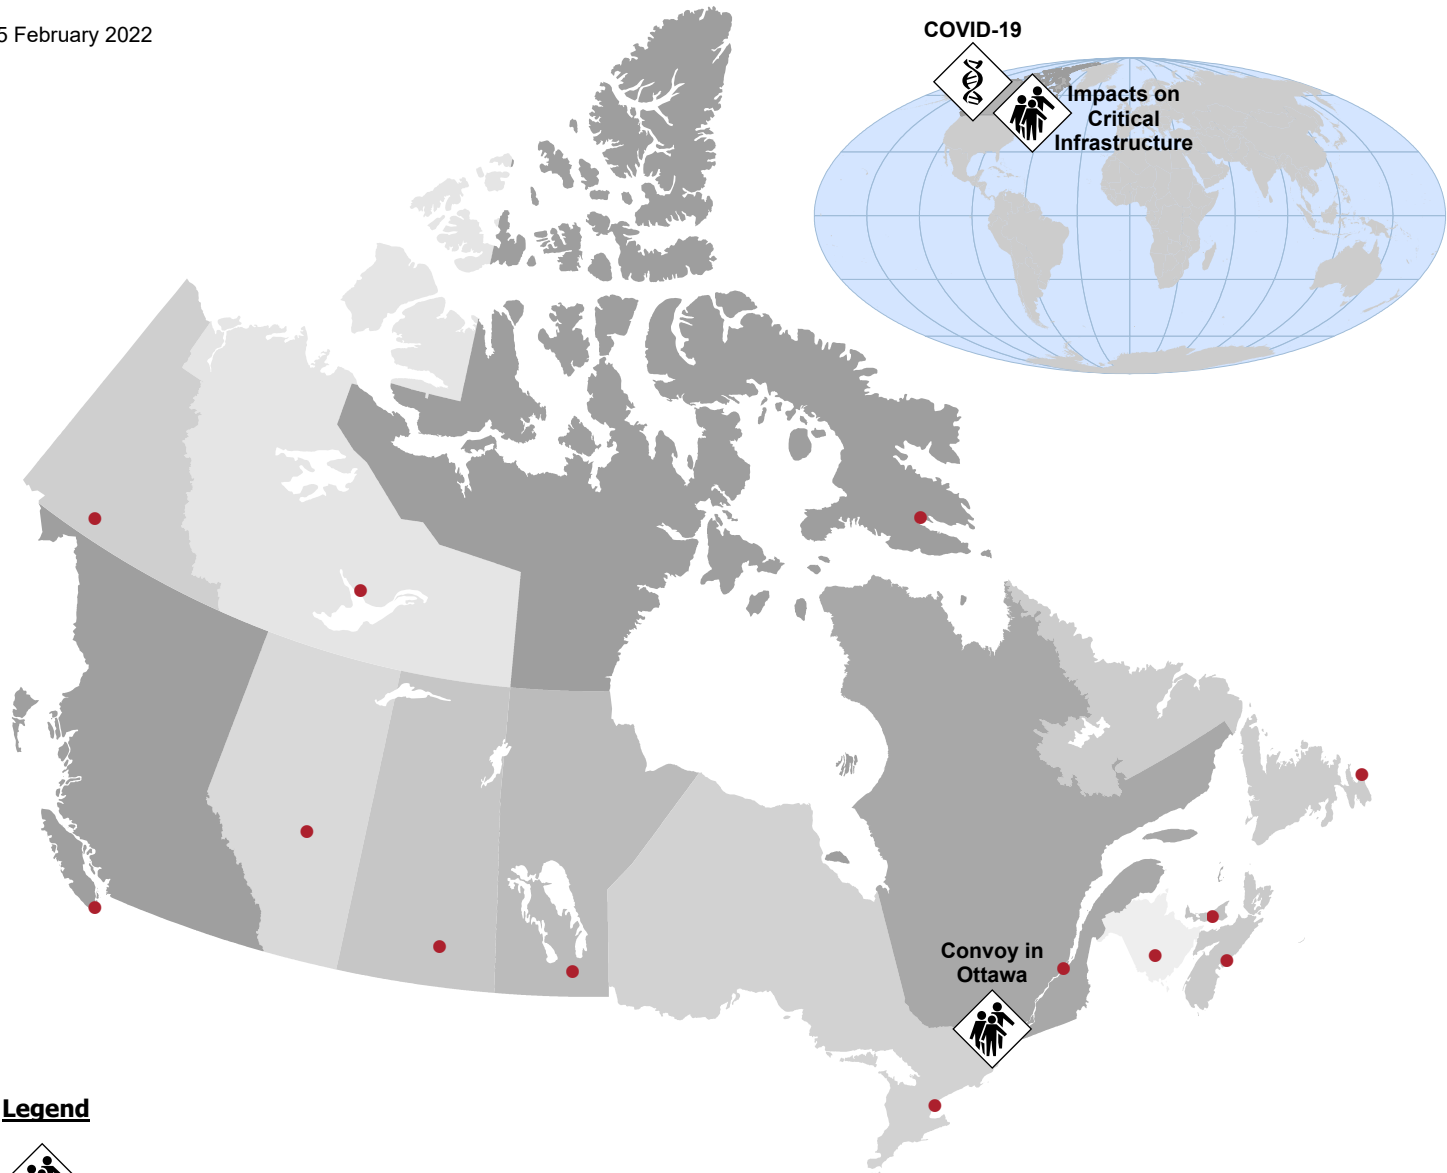 5 February 2022
COVID-19
Impacts on
Critical
Infrastructure
Convoy in
Ottawa
Legend